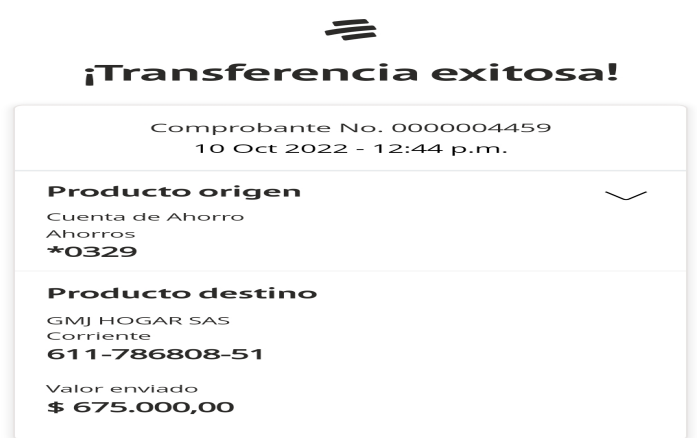 ¡Transferencia exitosa!
Comprobante No. 0000004459
10 Oct 2022 - 12:44 p.m.
Producto origen
Cuenta de Ahorro
Ahorros
*0329
Producto destino
GMJ HOGAR SAS
Corriente
611-786808-51
Valor enviado
$ 675.000,00